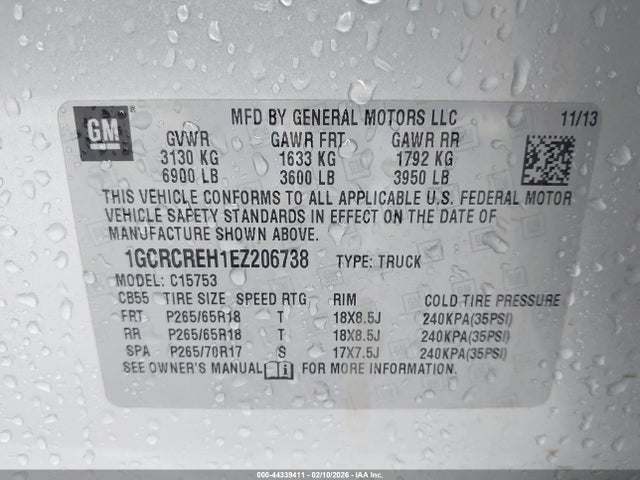 GM ®
MFD BY GENERAL MOTORS LLC 11/13
GVWR GAWR FRT GAWR RR
3130 KG 1633 KG 1792 KG
6900 LB 3600 LB 3950 LB
THIS VEHICLE CONFORMS TO ALL APPLICABLE U.S. FEDERAL MOTOR
VEHICLE SAFETY STANDARDS IN EFFECT ON THE DATE OF
MANUFACTURE SHOWN ABOVE.
1GCRCREH1EZ206738 TYPE: TRUCK
MODEL: C15753
CB55 TIRE SIZE SPEED RTG RIM COLD TIRE PRESSURE
FRT P265/65R18 T 18X8.5J 240KPA(35PSI)
RR P265/65R18 T 18X8.5J 240KPA(35PSI)
SPA P265/70R17 S 17X7.5J 240KPA(35PSI)
SEE OWNER'S MANUAL i FOR MORE INFORMATION.
000-44339411 - 02/10/2026 - IAA Inc.